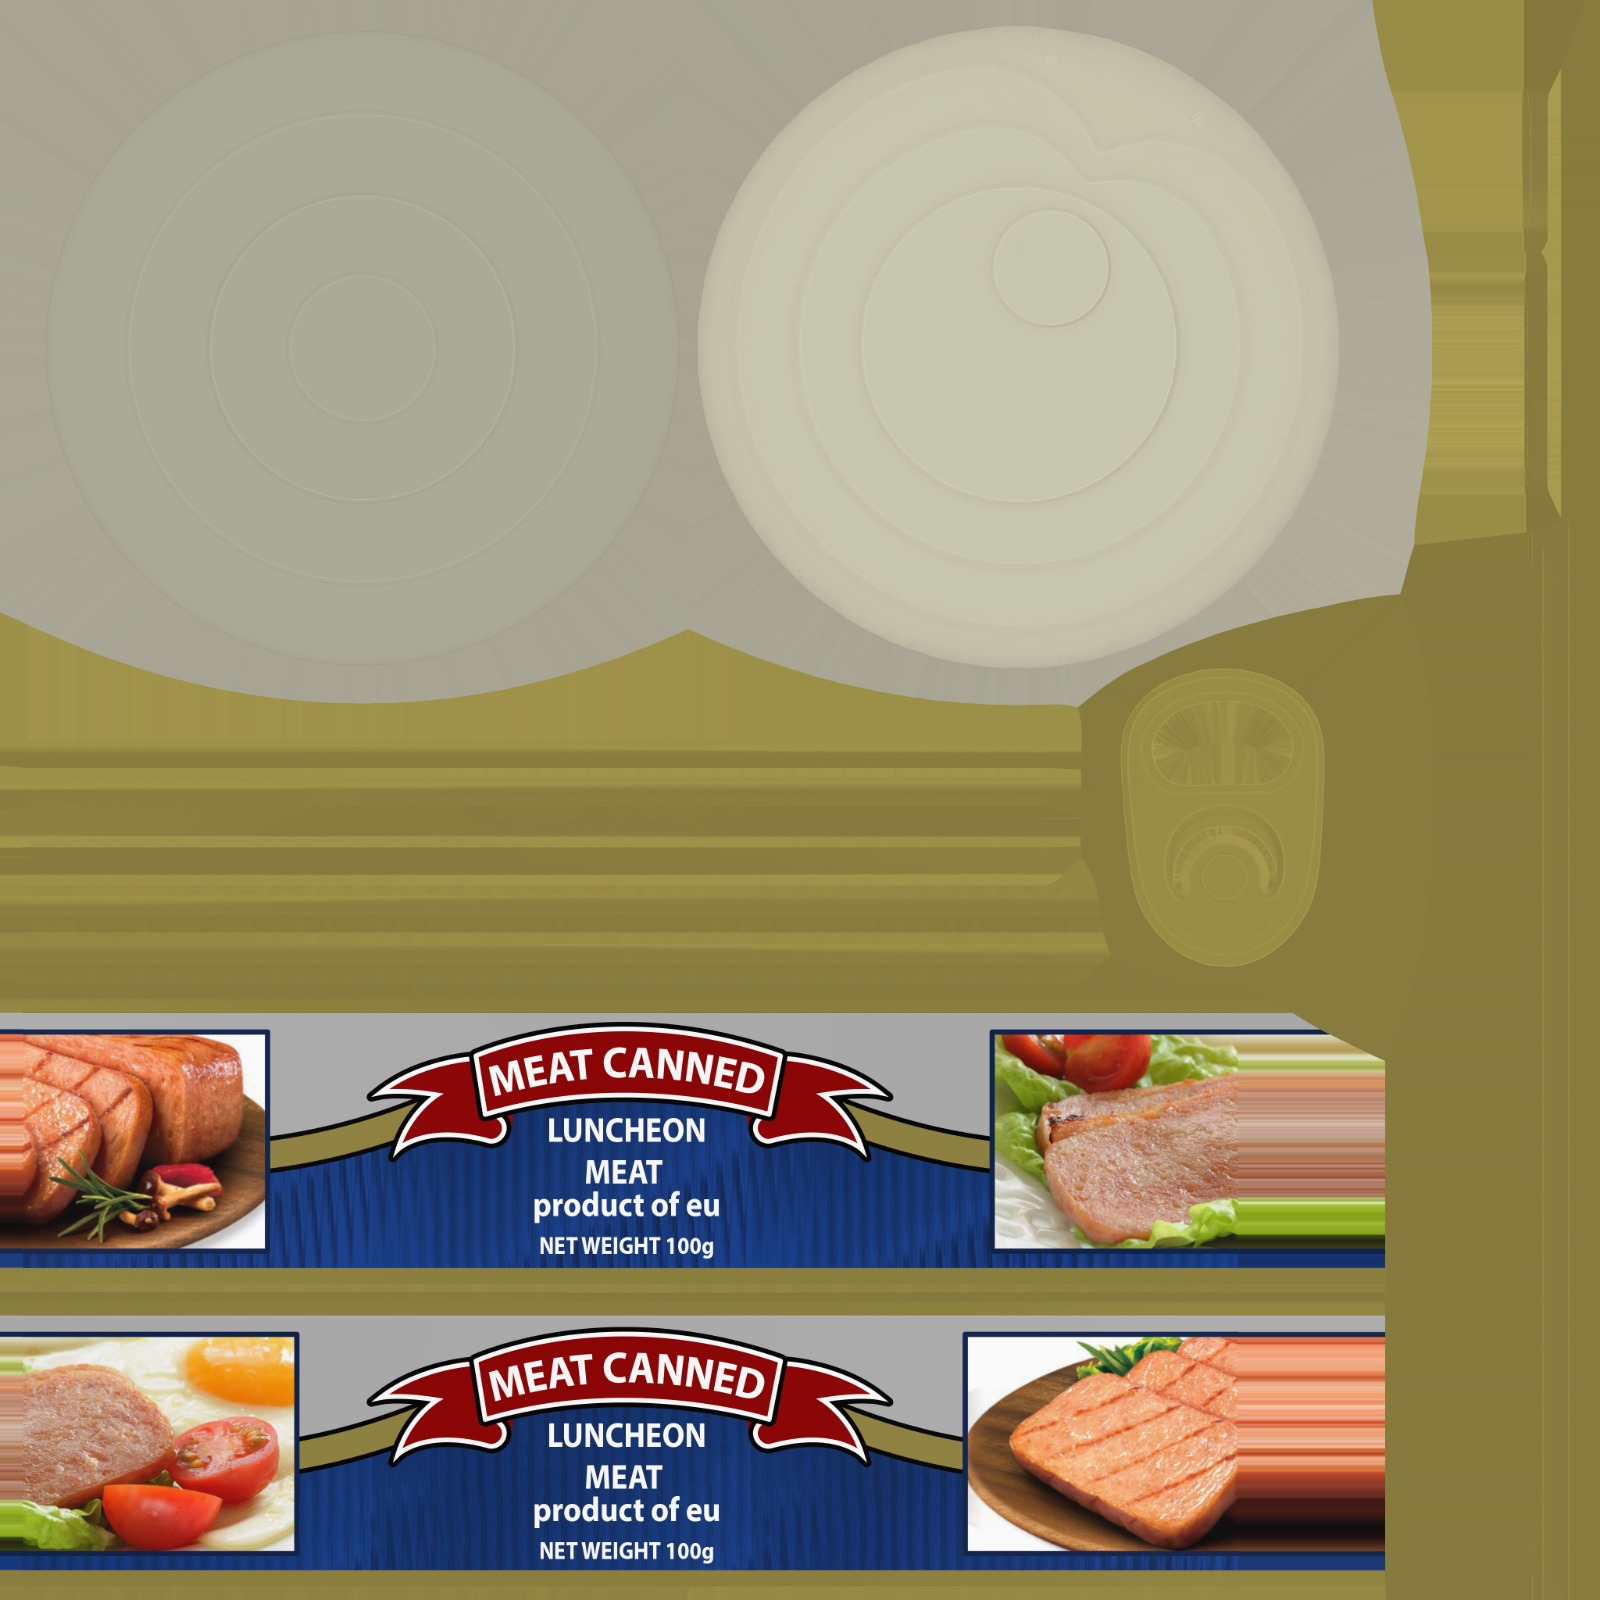 MEAT CANNED
LUNCHEON
MEAT
product of eu
NET WEIGHT 100g
MEAT CANNED
LUNCHEON
MEAT
product of eu
NET WEIGHT 100g